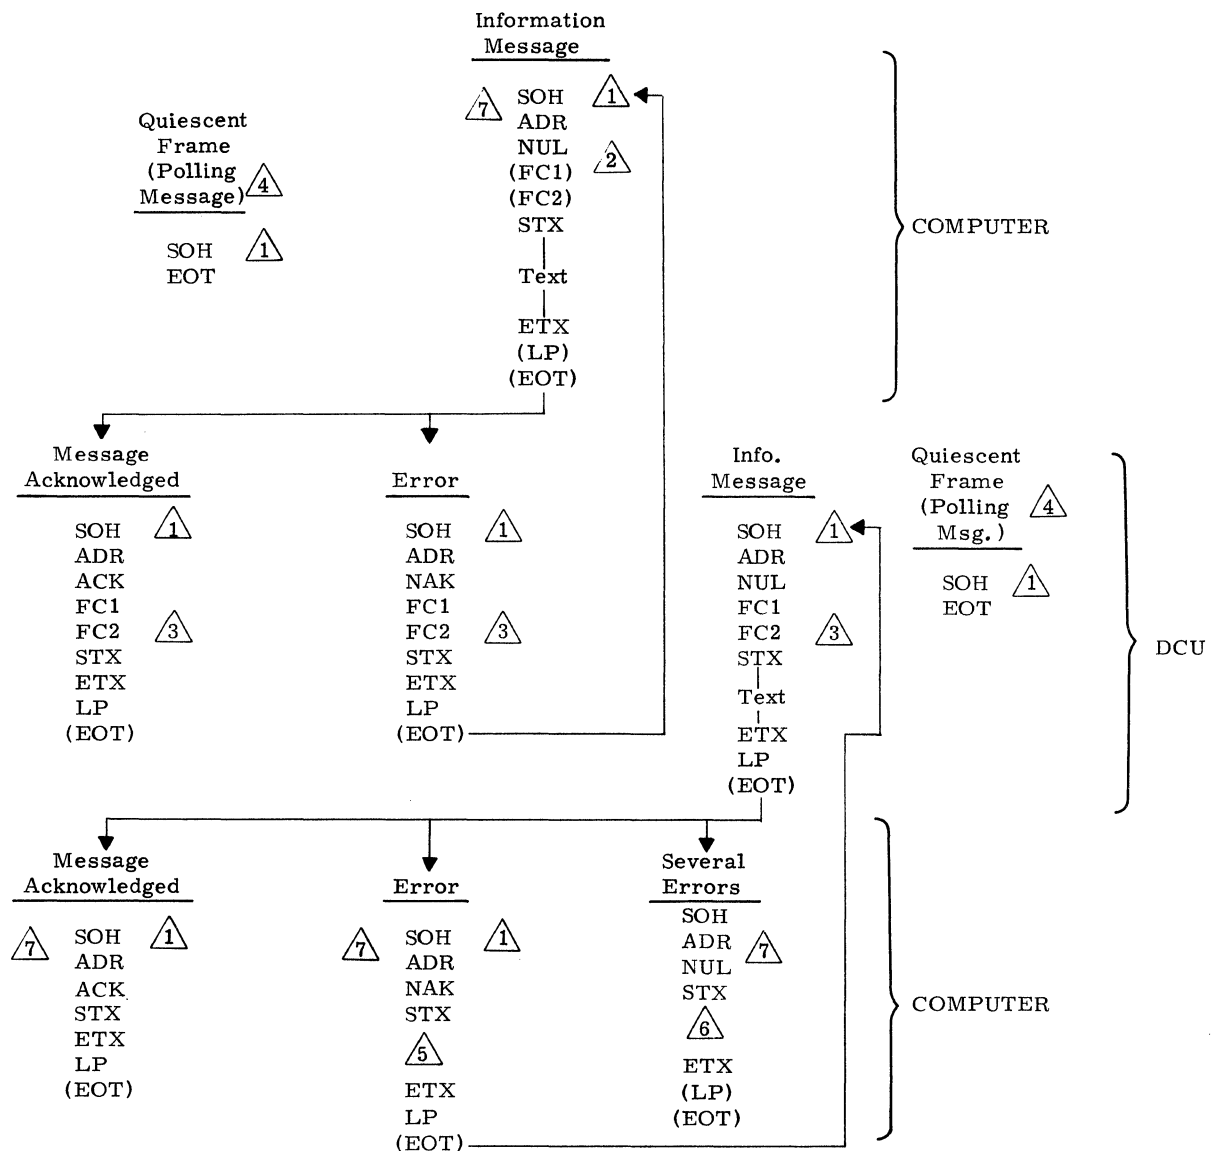 Information
Message
SOH 1
7
ADR
NUL
2
(FC1)
(FC2)
STX
Text
ETX
(LP)
(EOT)
Quiescent
Frame
(Polling
Message) 4
SOH 1
EOT
COMPUTER
Message
Acknowledged
SOH 1
ADR
ACK
FC1
FC2 3
STX
ETX
LP
(EOT)
Error
SOH 1
ADR
NAK
FC1
FC2 3
STX
ETX
LP
(EOT)
Info.
Message
SOH 1
ADR
NUL
FC1
FC2 3
STX
Text
ETX
LP
(EOT)
Quiescent
Frame
(Polling 4
Msg.)
SOH 1
EOT
DCU
Message
Acknowledged
7 SOH 1
ADR
ACK
STX
ETX
LP
(EOT)
Error
7 SOH 1
ADR
NAK
STX
5
ETX
LP
(EOT)
Several
Errors
SOH
ADR 7
NUL
STX
6
ETX
(LP)
(EOT)
COMPUTER